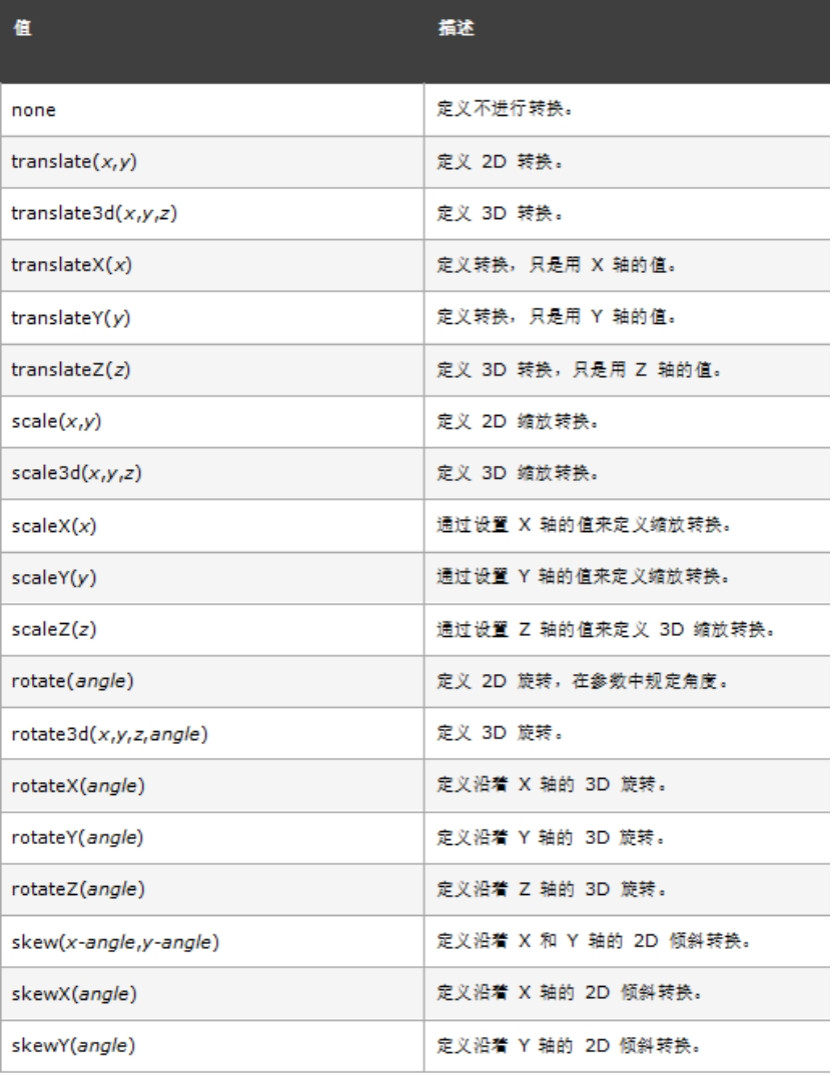 值 描述
none 定义不进行转换。
translate(x,y) 定义 2D 转换。
translate3d(x,y,z) 定义 3D 转换。
translateX(x) 定义转换，只是用 X 轴的值。
translateY(y) 定义转换，只是用 Y 轴的值。
translateZ(z) 定义 3D 转换，只是用 Z 轴的值。
scale(x,y) 定义 2D 缩放转换。
scale3d(x,y,z) 定义 3D 缩放转换。
scaleX(x) 通过设置 X 轴的值来定义缩放转换。
scaleY(y) 通过设置 Y 轴的值来定义缩放转换。
scaleZ(z) 通过设置 Z 轴的值来定义 3D 缩放转换。
rotate(angle) 定义 2D 旋转，在参数中规定角度。
rotate3d(x,y,z,angle) 定义 3D 旋转。
rotateX(angle) 定义沿着 X 轴的 3D 旋转。
rotateY(angle) 定义沿着 Y 轴的 3D 旋转。
rotateZ(angle) 定义沿着 Z 轴的 3D 旋转。
skew(x-angle,y-angle) 定义沿着 X 和 Y 轴的 2D 倾斜转换。
skewX(angle) 定义沿着 X 轴的 2D 倾斜转换。
skewY(angle) 定义沿着 Y 轴的 2D 倾斜转换。